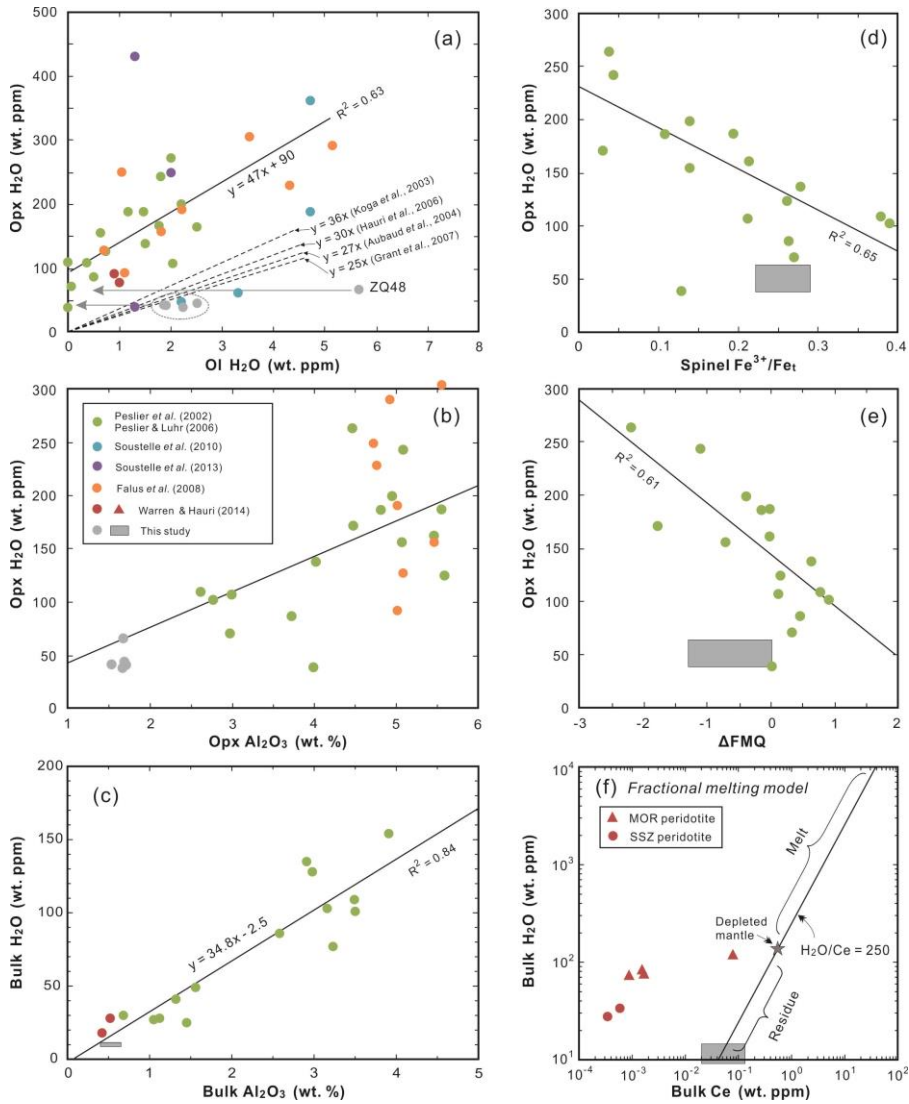 (a)
Opx H₂O (wt. ppm)
500
400
300
200
100
0
R² = 0.63
y = 47x + 90
y = 36x (Koga et al., 2003)
y = 30x (Hauri et al., 2006)
y = 27x (Aubaud et al., 2004)
y = 25x (Grant et al., 2007)
ZQ48
0 1 2 3 4 5 6 7 8
Ol H₂O (wt. ppm)
(d)
Opx H₂O (wt. ppm)
300
250
200
150
100
50
0
R² = 0.65
0 0.1 0.2 0.3 0.4
Spinel Fe³⁺/Feₜ
(b)
Opx H₂O (wt. ppm)
300
250
200
150
100
50
0
Peslier et al. (2002)
Peslier & Luhr (2006)
Soustelle et al. (2010)
Soustelle et al. (2013)
Falus et al. (2008)
Warren & Hauri (2014)
This study
1 2 3 4 5 6
Opx Al₂O₃ (wt. %)
(e)
Opx H₂O (wt. ppm)
300
250
200
150
100
50
0
R² = 0.61
-3 -2 -1 0 1 2
ΔFMQ
(c)
Bulk H₂O (wt. ppm)
200
150
100
50
0
R² = 0.84
y = 34.8x - 2.5
0 1 2 3 4 5
Bulk Al₂O₃ (wt. %)
(f) Fractional melting model
MOR peridotite
SSZ peridotite
Bulk H₂O (wt. ppm)
10⁴
10³
10²
10¹
Melt
Depleted
mantle
H₂O/Ce = 250
Residue
10⁻⁴ 10⁻³ 10⁻² 10⁻¹ 10⁰ 10¹ 10²
Bulk Ce (wt. ppm)